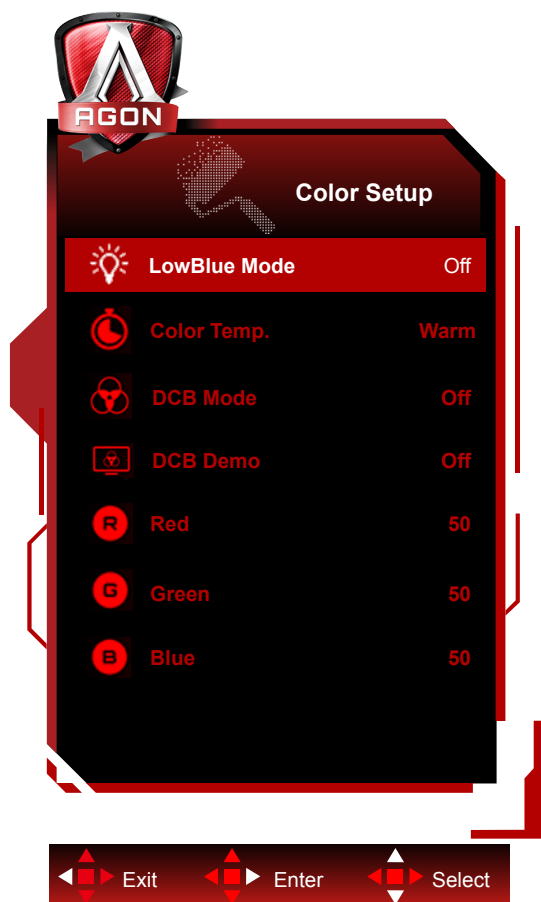 AGON
Color Setup
LowBlue Mode Off
Color Temp. Warm
DCB Mode Off
DCB Demo Off
R Red 50
G Green 50
B Blue 50
Exit Enter Select